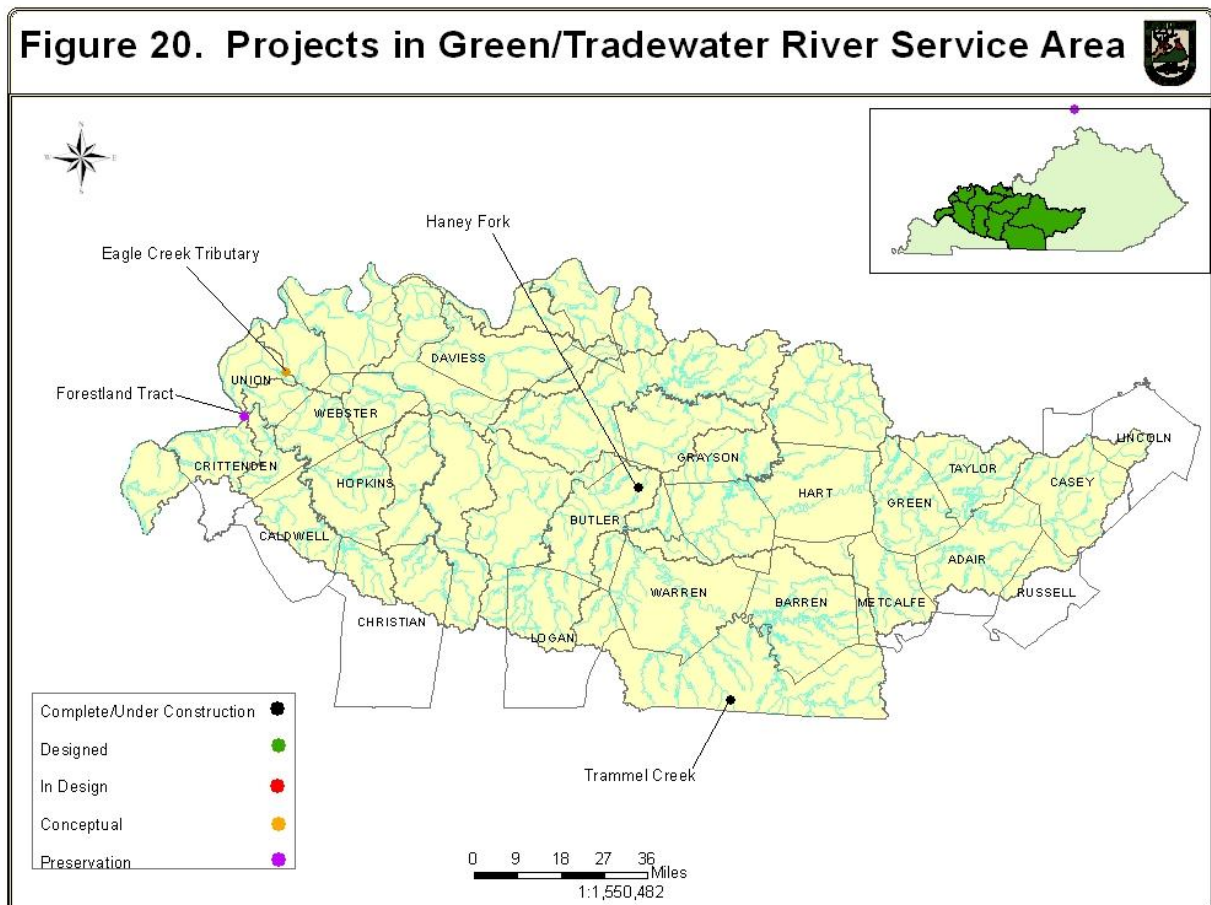 Figure 20. Projects in Green/Tradewater River Service Area
N
W
E
S
Haney Fork
Eagle Creek Tributary
DAVIESS
UNION
Forestland Tract
WEBSTER
LINCOLN
GRAYSON
CRITTENDEN
TAYLOR
CASEY
HOPKINS
HART
GREEN
BUTLER
CALDWELL
ADAIR
WARREN
RUSSELL
BARREN
METCALFE
CHRISTIAN
LOGAN
Complete/Under Construction
Designed
In Design
Conceptual
Preservation
Trammel Creek
0 9 18 27 36
Miles
1:1,550,482